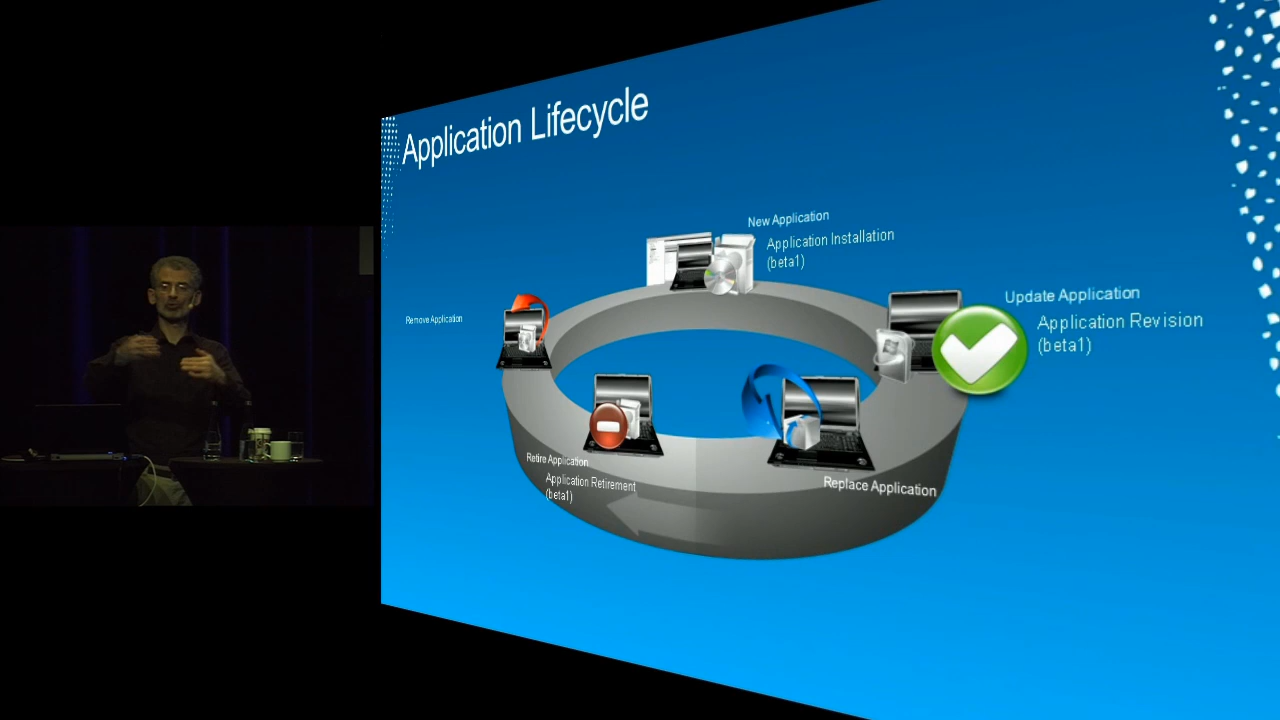 Application Lifecycle
New Application
Application Installation
(beta1)
Update Application
Application Revision
(beta1)
Remove Application
Retire Application
Application Retirement
(beta1)
Replace Application